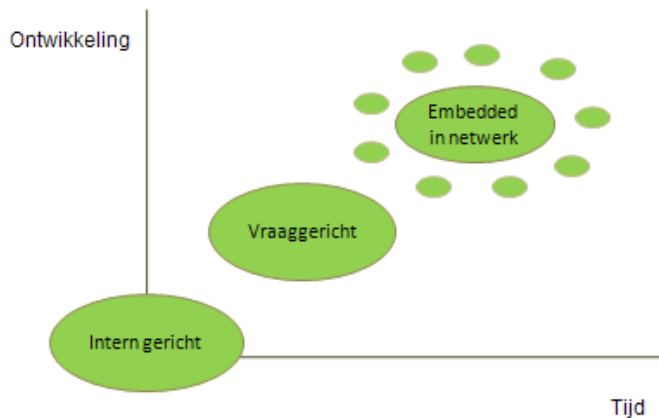 Ontwikkeling
Embedded
in netwerk
Vraaggericht
Intern gericht
Tijd